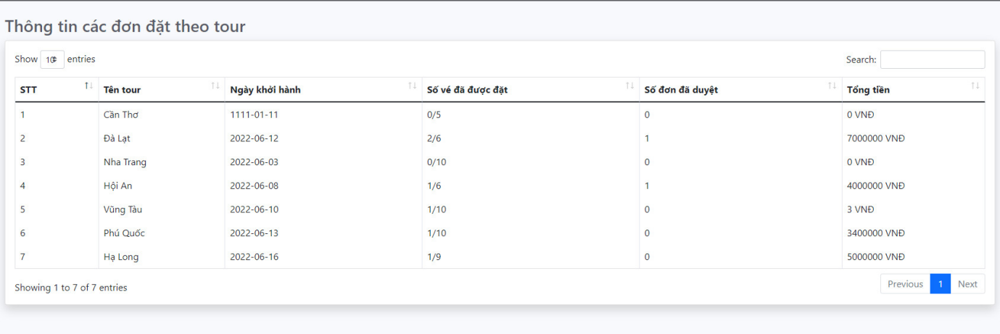 Thông tin các đơn đặt theo tour
Show 10 entries Search:
STT Tên tour Ngày khởi hành Số vé đã được đặt Số đơn đã duyệt Tổng tiền
1 Cần Thơ 1111-01-11 0/5 0 0 VNĐ
2 Đà Lạt 2022-06-12 2/6 1 7000000 VNĐ
3 Nha Trang 2022-06-03 0/10 0 0 VNĐ
4 Hội An 2022-06-08 1/6 1 4000000 VNĐ
5 Vũng Tàu 2022-06-10 1/10 0 3 VNĐ
6 Phú Quốc 2022-06-13 1/10 0 3400000 VNĐ
7 Hạ Long 2022-06-16 1/9 0 5000000 VNĐ
Showing 1 to 7 of 7 entries Previous 1 Next